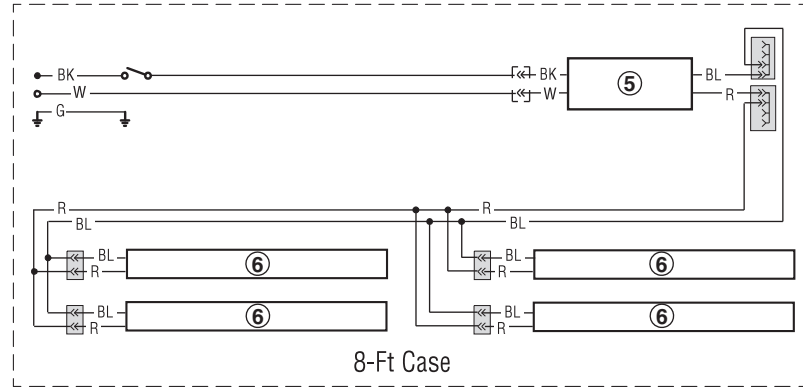 BK BK 5 BL
W W R
G
R R
BL BL
BL 6 BL 6
R R
BL 6 BL 6
R R
8-Ft Case